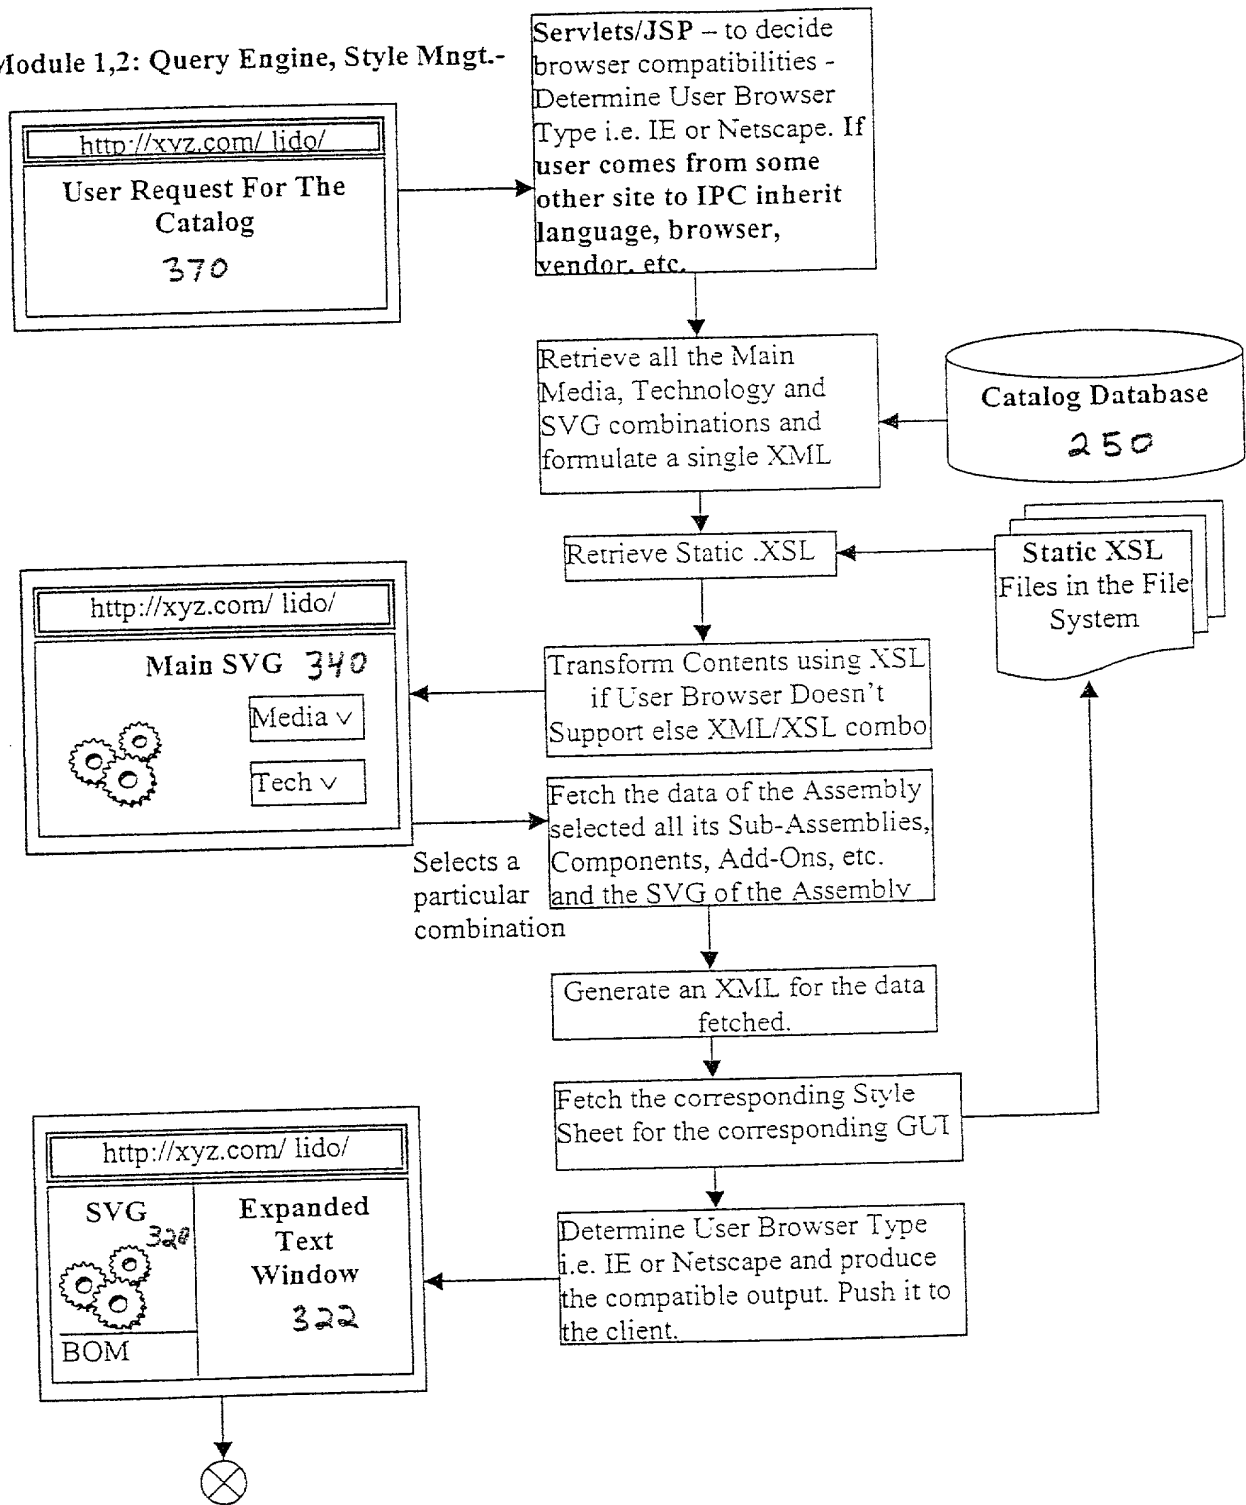 Module 1,2: Query Engine, Style Mngt.-
http://xyz.com/ lido/
User Request For The
Catalog
370
Servlets/JSP – to decide
browser compatibilities -
Determine User Browser
Type i.e. IE or Netscape. If
user comes from some
other site to IPC inherit
language, browser,
vendor, etc.
Retrieve all the Main
Media, Technology and
SVG combinations and
formulate a single XML
Catalog Database
250
Retrieve Static .XSL
Static XSL
Files in the File
System
http://xyz.com/ lido/
Main SVG 340
Media v
Tech v
Transform Contents using XSL
if User Browser Doesn't
Support else XML/XSL combo
Selects a
particular
combination
Fetch the data of the Assembly
selected all its Sub-Assemblies,
Components, Add-Ons, etc.
and the SVG of the Assembly
Generate an XML for the data
fetched.
Fetch the corresponding Style
Sheet for the corresponding GUI
http://xyz.com/ lido/
SVG
320
BOM
Expanded
Text
Window
322
Determine User Browser Type
i.e. IE or Netscape and produce
the compatible output. Push it to
the client.